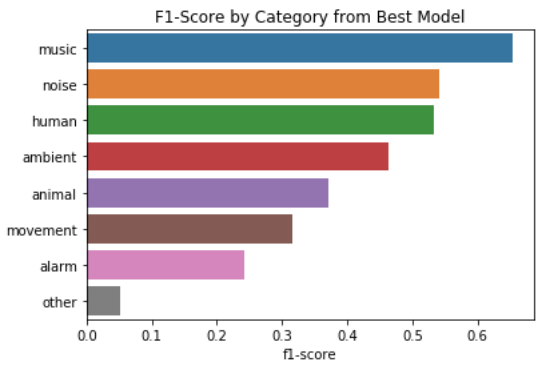 F1-Score by Category from Best Model
music
noise
human
ambient
animal
movement
alarm
other
0.0 0.1 0.2 0.3 0.4 0.5 0.6
f1-score